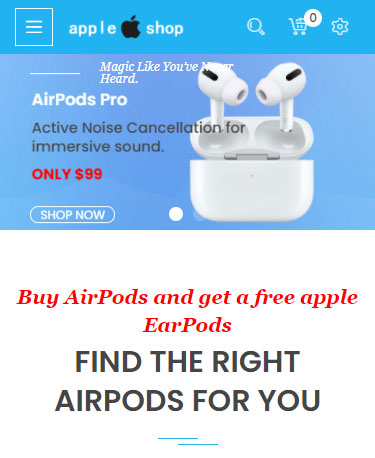 apple shop
0
Magic Like You've Never
Heard.
AirPods Pro
Active Noise Cancellation for
immersive sound.
ONLY $99
SHOP NOW
Buy AirPods and get a free apple
EarPods
FIND THE RIGHT
AIRPODS FOR YOU